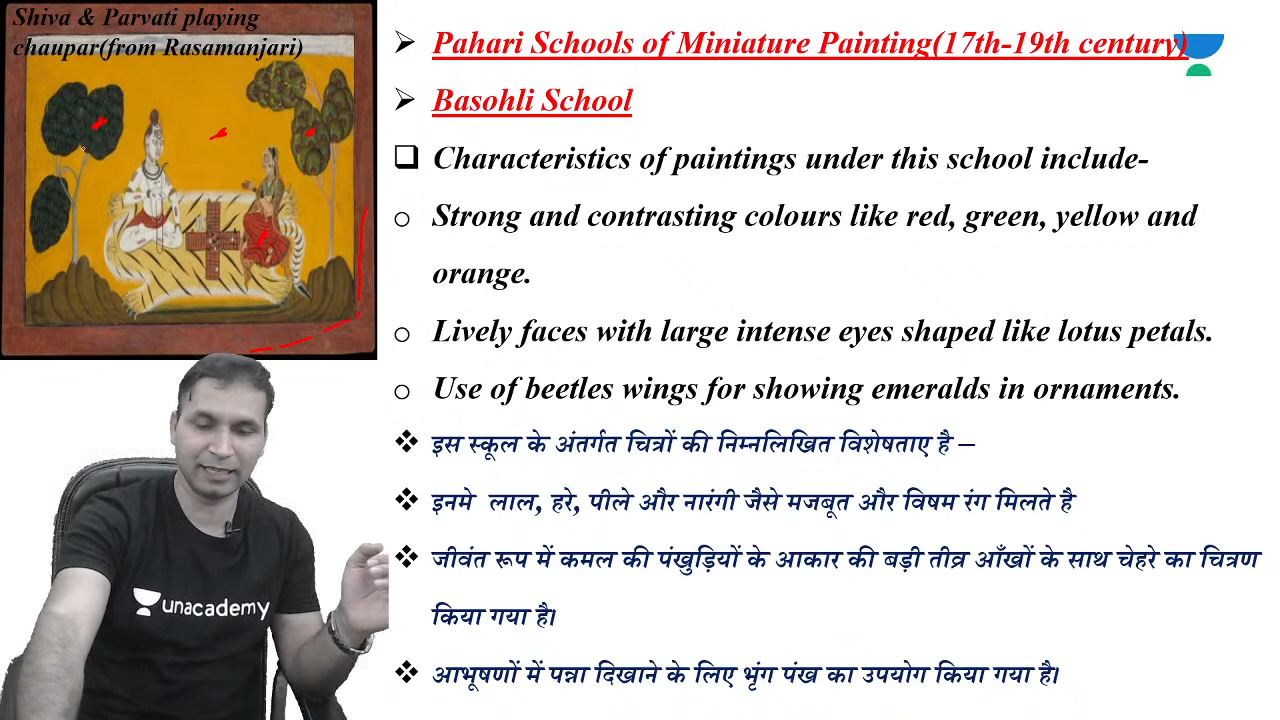 Shiva & Parvati playing
chaupar(from Rasamanjari)
Pahari Schools of Miniature Painting(17th-19th century)
Basohli School
Characteristics of paintings under this school include-
Strong and contrasting colours like red, green, yellow and
orange.
Lively faces with large intense eyes shaped like lotus petals.
Use of beetles wings for showing emeralds in ornaments.
इस स्कूल के अंतर्गत चित्रों की निम्नलिखित विशेषताए है –
इनमे लाल, हरे, पीले और नारंगी जैसे मजबूत और विषम रंग मिलते है
जीवंत रूप में कमल की पंखुड़ियों के आकार की बड़ी तीव्र आँखों के साथ चेहरे का चित्रण
किया गया है।
आभूषणों में पन्ना दिखाने के लिए भृंग पंख का उपयोग किया गया है।
unacademy